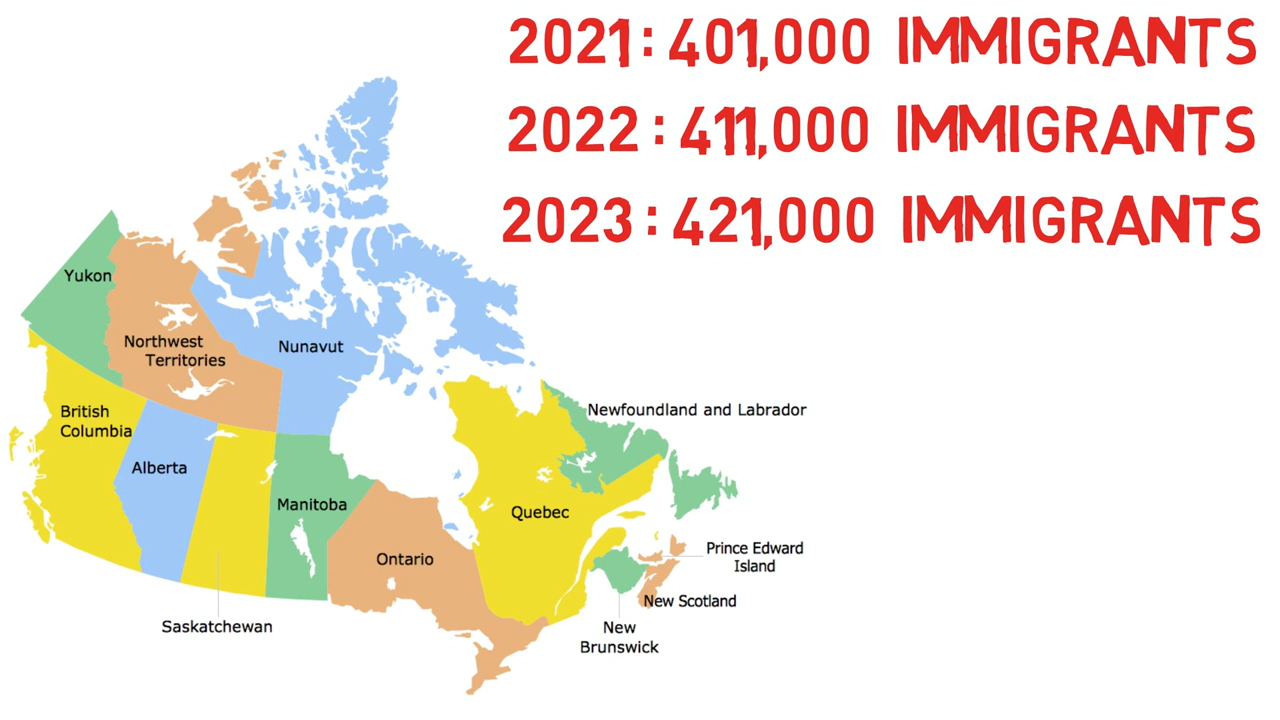 2021: 401,000 IMMIGRANTS
2022: 411,000 IMMIGRANTS
2023: 421,000 IMMIGRANTS
Yukon
Northwest
Territories
Nunavut
British
Columbia
Alberta
Newfoundland and Labrador
Manitoba
Quebec
Ontario
Prince Edward
Island
New Scotland
Saskatchewan
New
Brunswick